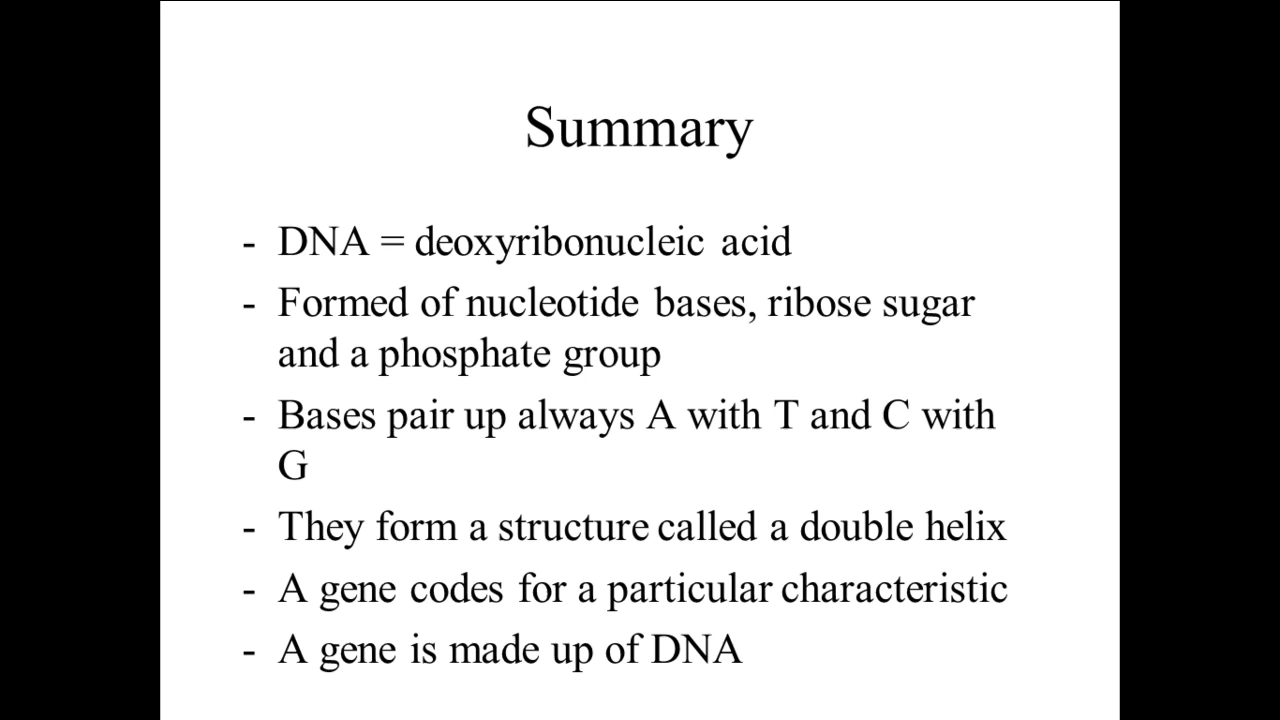 Summary
- DNA = deoxyribonucleic acid
- Formed of nucleotide bases, ribose sugar
and a phosphate group
- Bases pair up always A with T and C with
G
- They form a structure called a double helix
- A gene codes for a particular characteristic
- A gene is made up of DNA